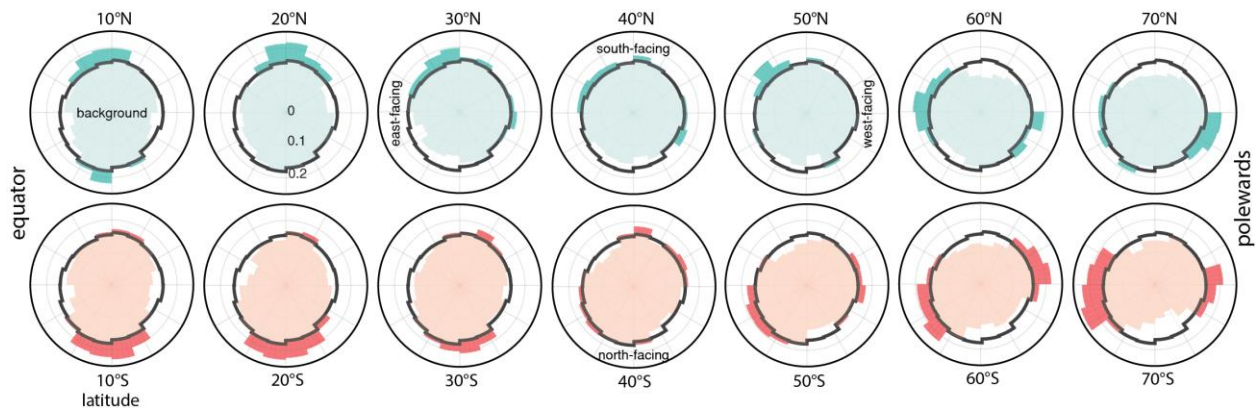 10°N 20°N 30°N 40°N 50°N 60°N 70°N
south-facing
background
0
0.1
0.2
east-facing
west-facing
equator
polewards
north-facing
10°S 20°S 30°S 40°S 50°S 60°S 70°S
latitude